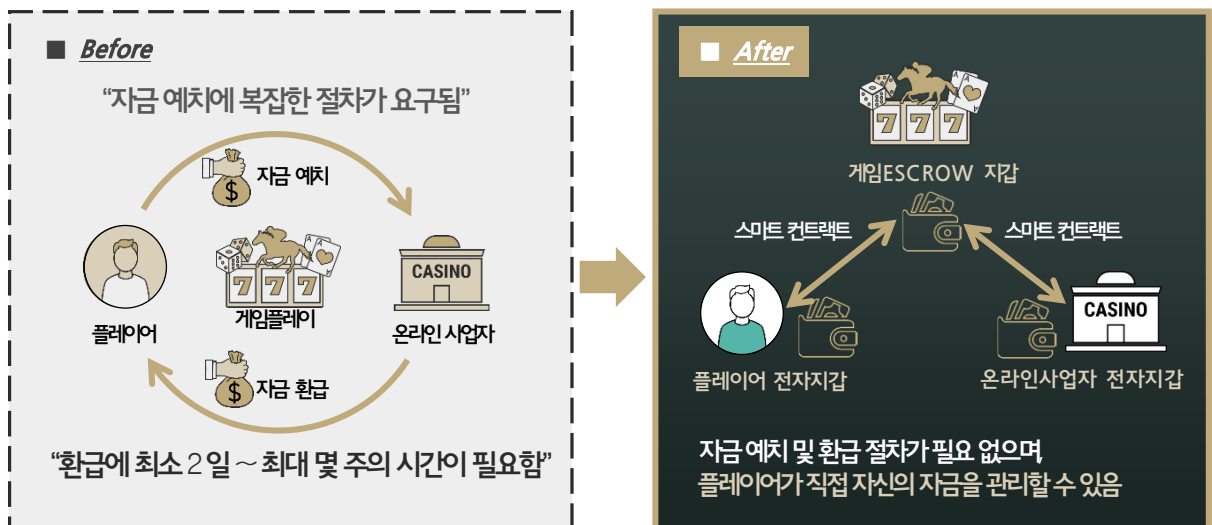 ■ Before
“자금 예치에 복잡한 절차가 요구됨”
자금 예치
$
CASINO
777
플레이어
게임플레이
온라인 사업자
$
자금 환급
“환급에 최소 2일 ~ 최대 몇 주의 시간이 필요함”
■ After
A
A
777
게임ESCROW 지갑
스마트 컨트랙트
스마트 컨트랙트
CASINO
플레이어 전자지갑
온라인사업자 전자지갑
자금 예치 및 환급 절차가 필요 없으며,
플레이어가 직접 자신의 자금을 관리할 수 있음